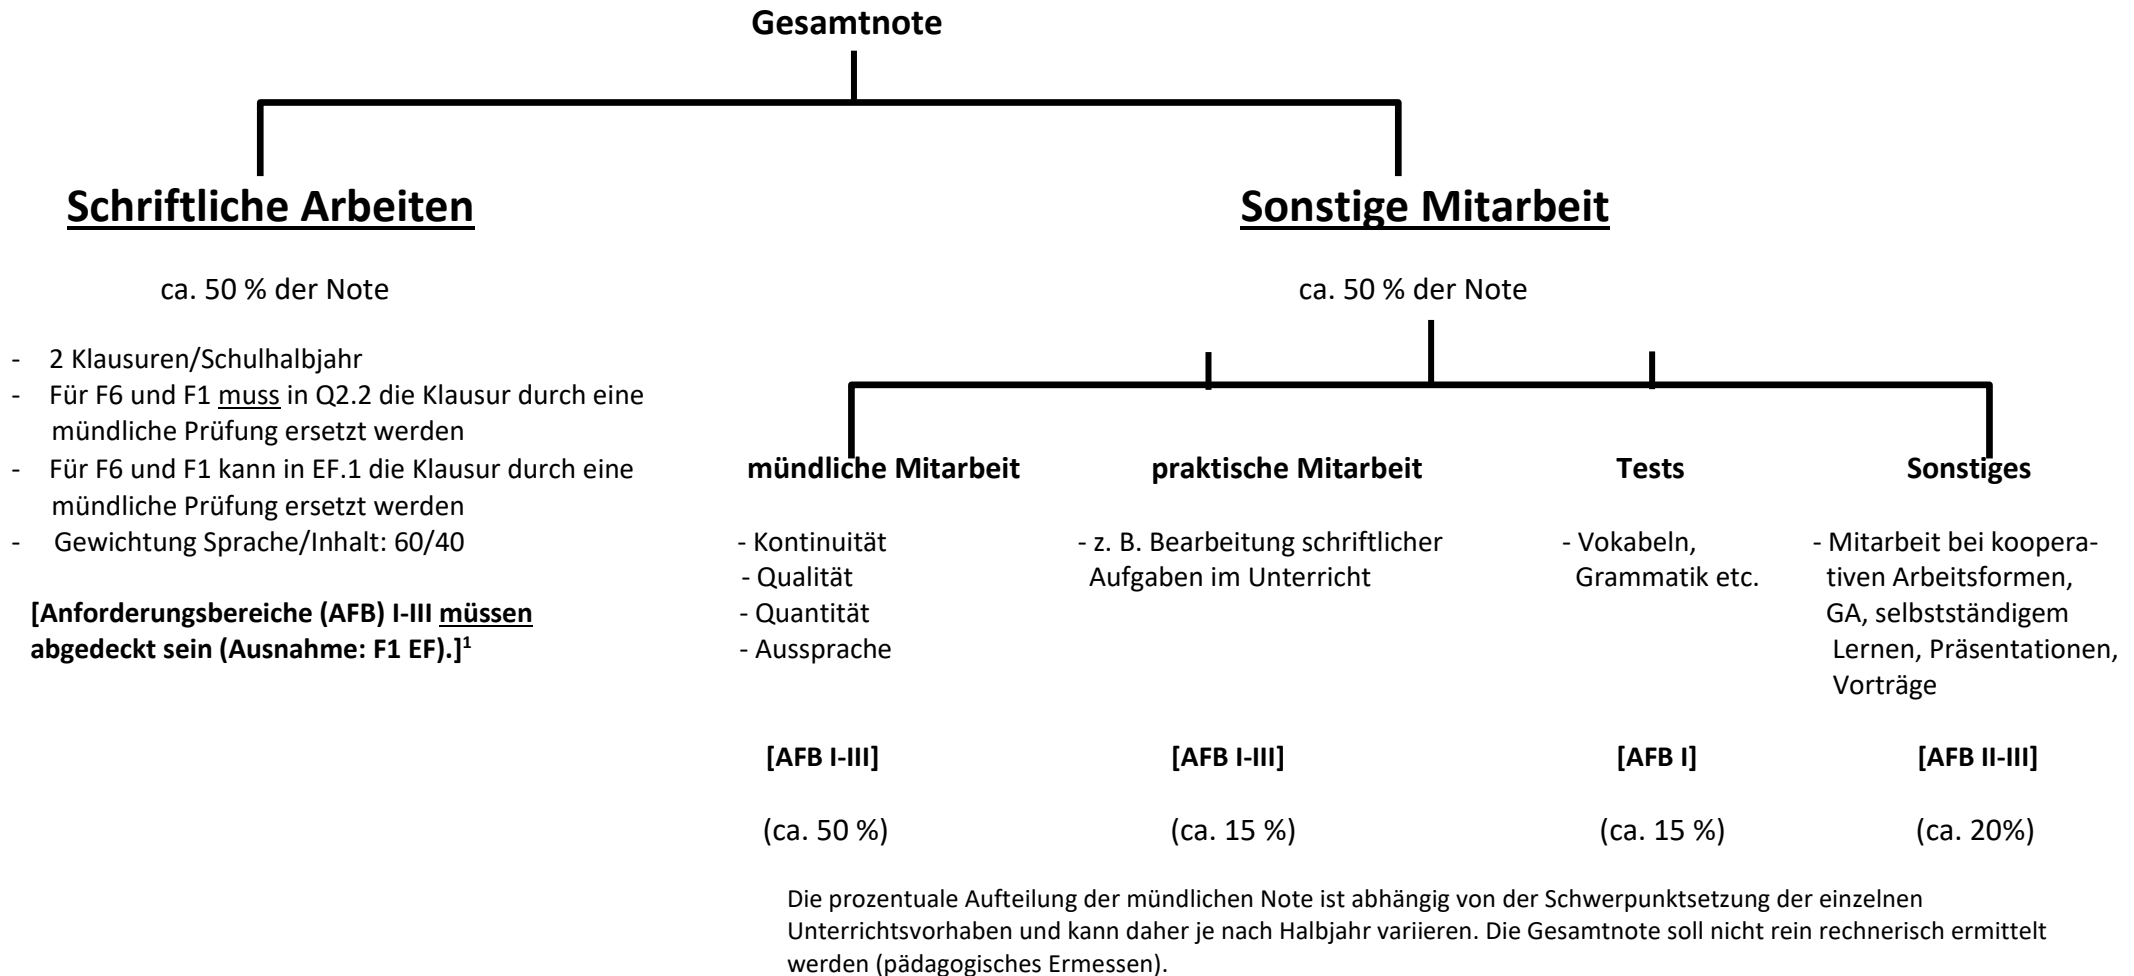 Gesamtnote
Schriftliche Arbeiten
ca. 50 % der Note
- 2 Klausuren/Schulhalbjahr
- Für F6 und F1 muss in Q2.2 die Klausur durch eine
mündliche Prüfung ersetzt werden
- Für F6 und F1 kann in EF.1 die Klausur durch eine
mündliche Prüfung ersetzt werden
- Gewichtung Sprache/Inhalt: 60/40
[Anforderungsbereiche (AFB) I-III müssen
abgedeckt sein (Ausnahme: F1 EF).]¹
Sonstige Mitarbeit
ca. 50 % der Note
mündliche Mitarbeit
- Kontinuität
- Qualität
- Quantität
- Aussprache
[AFB I-III]
(ca. 50 %)
praktische Mitarbeit
- z. B. Bearbeitung schriftlicher
Aufgaben im Unterricht
[AFB I-III]
(ca. 15 %)
Tests
- Vokabeln,
Grammatik etc.
[AFB I]
(ca. 15 %)
Sonstiges
- Mitarbeit bei koopera-
tiven Arbeitsformen,
GA, selbstständigem
Lernen, Präsentationen,
Vorträge
[AFB II-III]
(ca. 20%)
Die prozentuale Aufteilung der mündlichen Note ist abhängig von der Schwerpunktsetzung der einzelnen
Unterrichtsvorhaben und kann daher je nach Halbjahr variieren. Die Gesamtnote soll nicht rein rechnerisch ermittelt
werden (pädagogisches Ermessen).